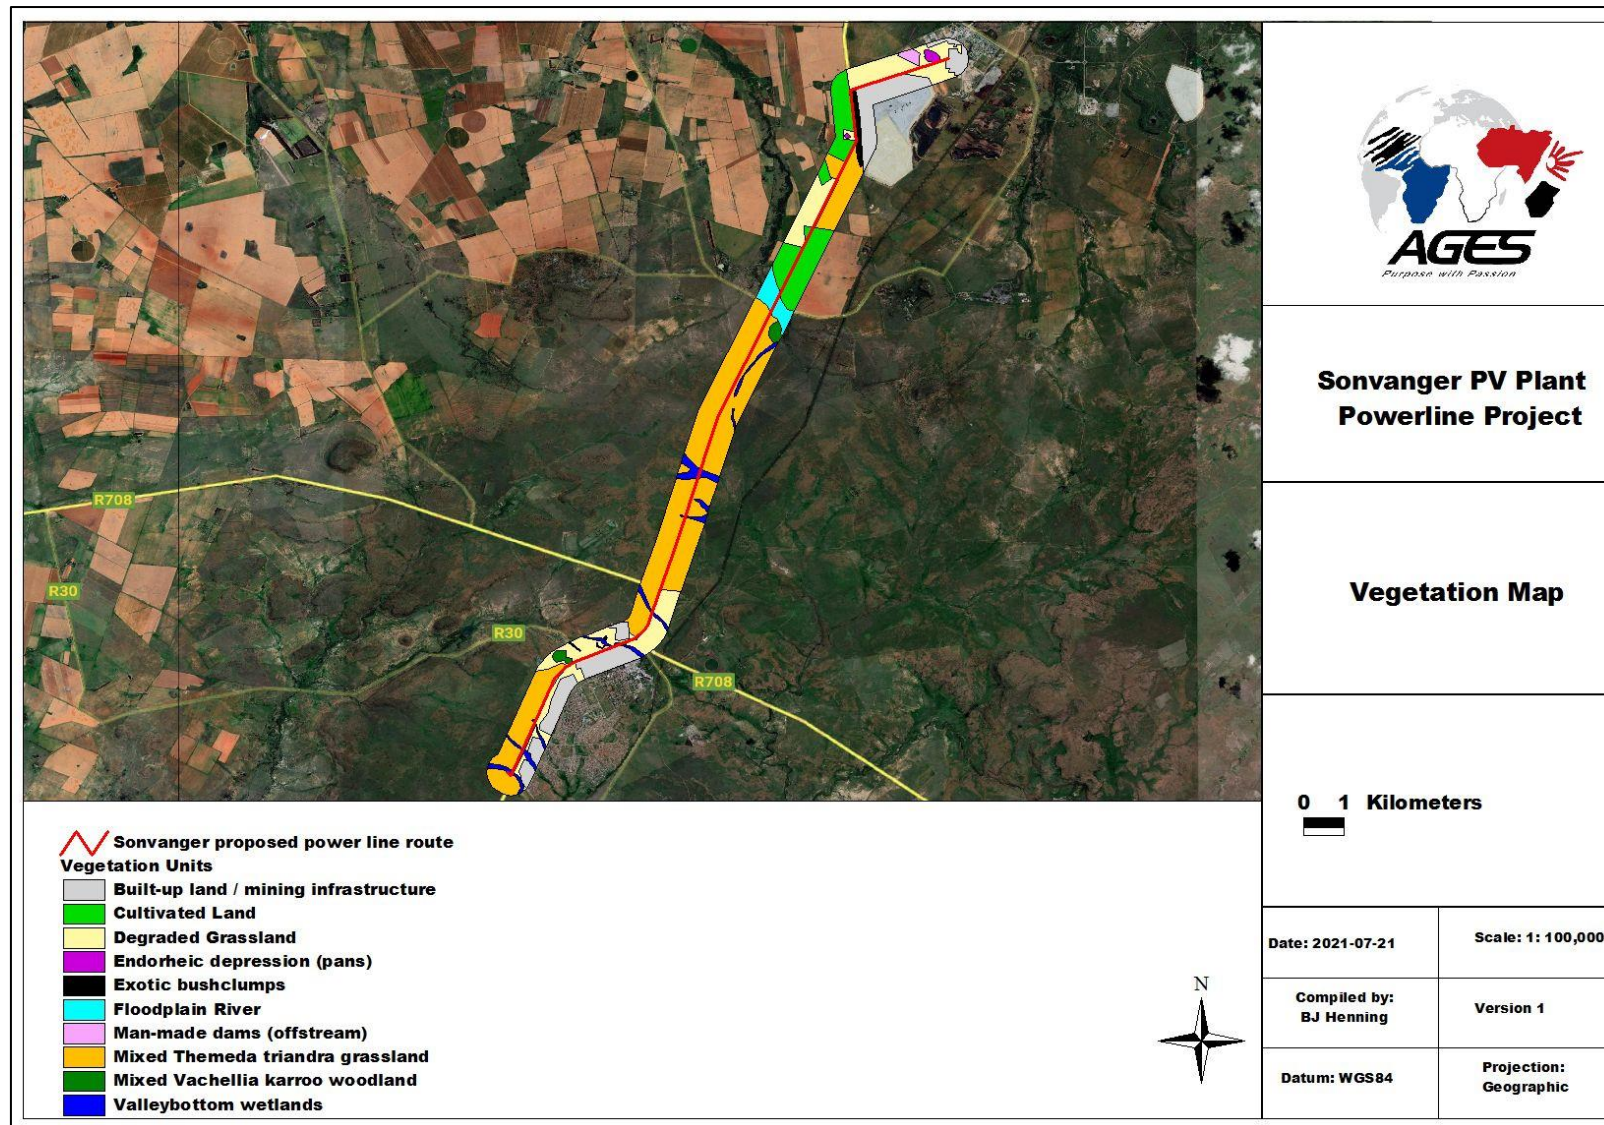 R708
R30
R30
R708
AGES
Purpose with Passion
Sonvanger PV Plant
Powerline Project
Vegetation Map
0 1 Kilometers
Date: 2021-07-21
Scale: 1: 100,000
Compiled by:
BJ Henning
Version 1
Datum: WGS84
Projection:
Geographic
N
Sonvanger proposed power line route
Vegetation Units
Built-up land / mining infrastructure
Cultivated Land
Degraded Grassland
Endorheic depression (pans)
Exotic bushclumps
Floodplain River
Man-made dams (offstream)
Mixed Themeda triandra grassland
Mixed Vachellia karroo woodland
Valleybottom wetlands